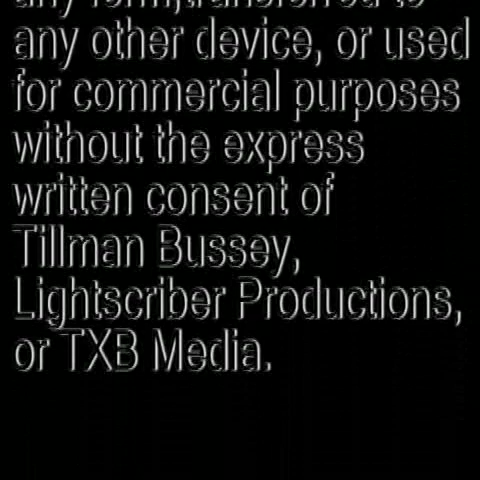 any form,transferred to
any other device, or used
for commercial purposes
without the express
written consent of
Tillman Bussey,
Lightscriber Productions,
or TXB Media.